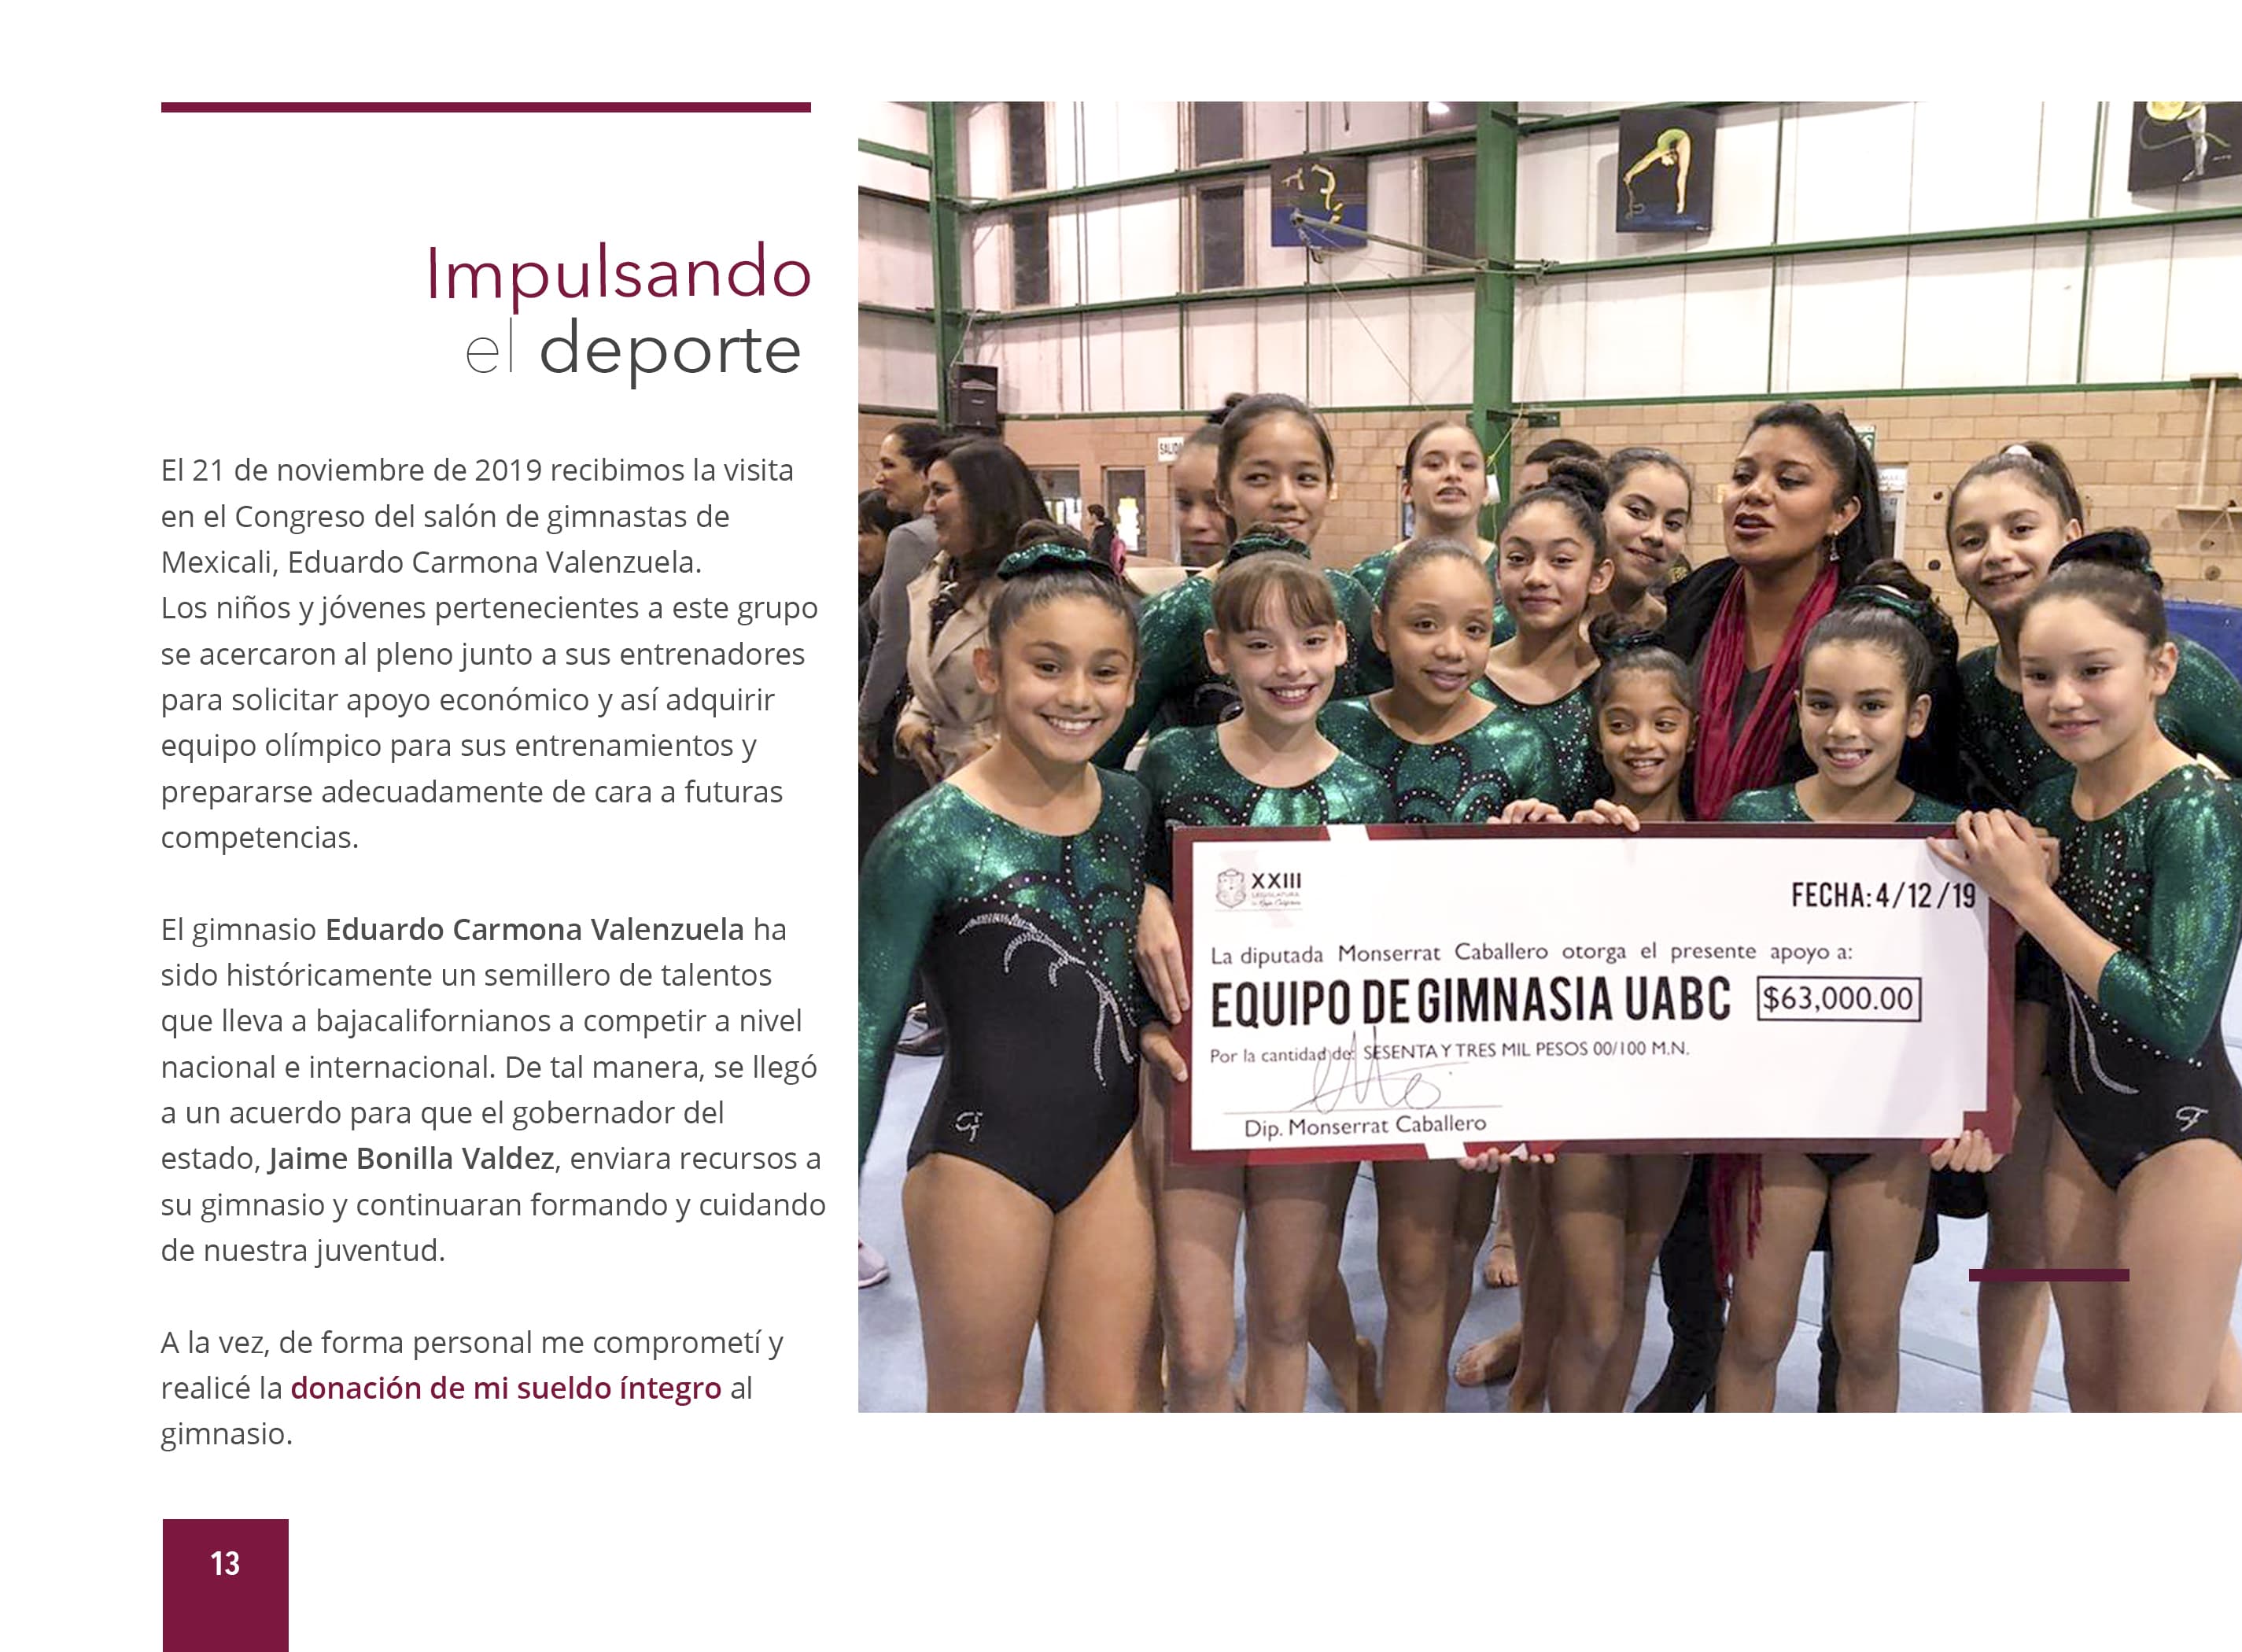 Impulsando
el deporte
El 21 de noviembre de 2019 recibimos la visita
en el Congreso del salón de gimnastas de
Mexicali, Eduardo Carmona Valenzuela.
Los niños y jóvenes pertenecientes a este grupo
se acercaron al pleno junto a sus entrenadores
para solicitar apoyo económico y así adquirir
equipo olímpico para sus entrenamientos y
prepararse adecuadamente de cara a futuras
competencias.
El gimnasio Eduardo Carmona Valenzuela ha
sido históricamente un semillero de talentos
que lleva a bajacalifornianos a competir a nivel
nacional e internacional. De tal manera, se llegó
a un acuerdo para que el gobernador del
estado, Jaime Bonilla Valdez, enviara recursos a
su gimnasio y continuaran formando y cuidando
de nuestra juventud.
A la vez, de forma personal me comprometí y
realicé la donación de mi sueldo íntegro al
gimnasio.
13
SALIDA
XXIII
LEGISLATURA
de Baja California
FECHA: 4/12/19
La diputada Monserrat Caballero otorga el presente apoyo a:
EQUIPO DE GIMNASIA UABC $63,000.00
Por la cantidad de: SESENTA Y TRES MIL PESOS 00/100 M.N.
Dip. Monserrat Caballero